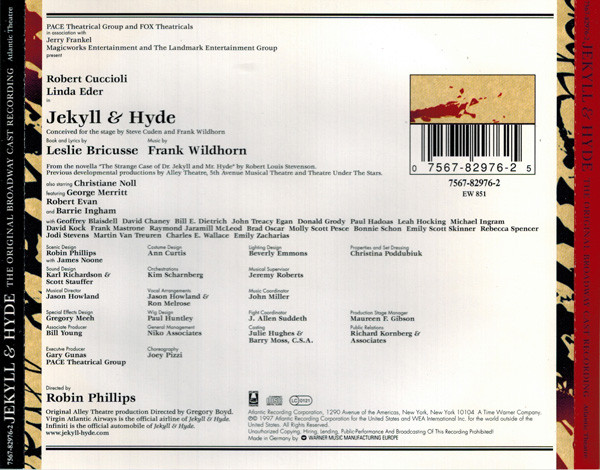 7567-82976-2 JEKYLL & HYDE THE ORIGINAL BROADWAY CAST RECORDING Atlantic Theatre
PACE Theatrical Group and FOX Theatricals
in association with
Jerry Frankel
Magicworks Entertainment and The Landmark Entertainment Group
present
Robert Cuccioli
Linda Eder
in
Jekyll & Hyde
Conceived for the stage by Steve Cuden and Frank Wildhorn
Book and Lyrics by Music by
Leslie Bricusse Frank Wildhorn
From the novella "The Strange Case of Dr. Jekyll and Mr. Hyde" by Robert Louis Stevenson.
Previous developmental productions by Alley Theatre, 5th Avenue Musical Theatre and Theatre Under The Stars.
0 7567-82976-2 5
7567-82976-2
EW 851
also starring Christiane Noll
featuring George Merritt
Robert Evan
and Barrie Ingham
with Geoffrey Blaisdell David Chaney Bill E. Dietrich John Treacy Egan Donald Grody Paul Hadoas Leah Hocking Michael Ingram
David Kock Frank Mastrone Raymond Jaramill McLeod Brad Oscar Molly Scott Pesce Bonnie Schon Emily Scott Skinner Rebecca Spencer
Jodi Stevens Martin Van Treuren Charles E. Wallace Emily Zacharias
Scenic Design Costume Design Lighting Design Properties and Set Dressing
Robin Phillips Ann Curtis Beverly Emmons Christina Poddubiuk
with James Noone
Sound Design Orchestrations Musical Supervisor
Karl Richardson & Kim Scharnberg Jeremy Roberts
Scott Stauffer
Musical Director Vocal Arrangements Music Coordinator
Jason Howland Jason Howland & John Miller
Ron Melrose
Special Effects Design Wig Design Fight Coordinator Production Stage Manager
Gregory Meeh Paul Huntley J. Allen Suddeth Maureen F. Gibson
Associate Producer General Management Casting Public Relations
Bill Young Niko Associates Julie Hughes & Richard Kornberg &
Barry Moss, C.S.A. Associates
Executive Producer Choreography
Gary Gunas Joey Pizzi
PACE Theatrical Group
Directed by
Robin Phillips
Original Alley Theatre production Directed by Gregory Boyd.
Virgin Atlantic Airways is the official airline of Jekyll & Hyde.
Infiniti is the official automobile of Jekyll & Hyde.
www.jekyll-hyde.com
LC 0121
Atlantic Recording Corporation, 1290 Avenue of the Americas, New York, New York 10104. A Time Warner Company.
℗ © 1997 Atlantic Recording Corporation for the United States and WEA International Inc. for the world outside of the
United States. All Rights Reserved.
Unauthorized Copying, Hiring, Lending, Public Performance And Broadcasting Of This Recording Prohibited!
Made in Germany by WARNER MUSIC MANUFACTURING EUROPE
JEKYLL & HYDE THE ORIGINAL BROADWAY CAST RECORDING Atlantic Theatre